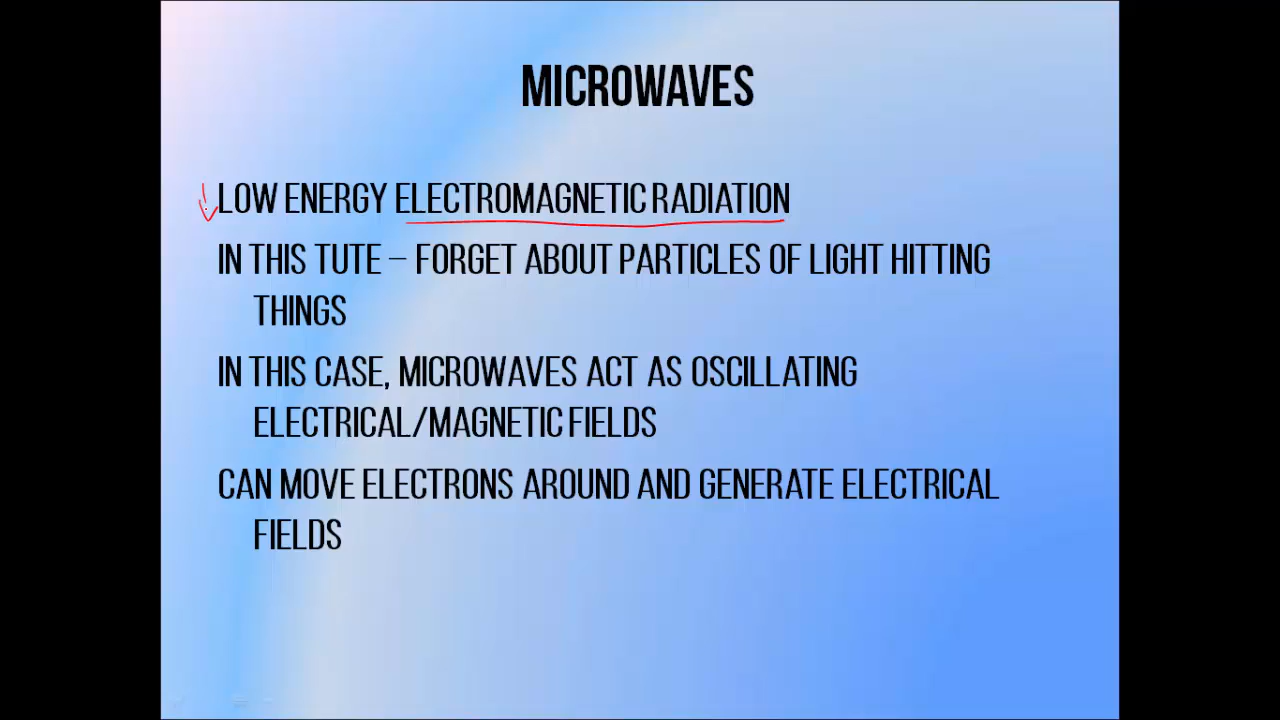 MICROWAVES
LOW ENERGY ELECTROMAGNETIC RADIATION
IN THIS TUTE – FORGET ABOUT PARTICLES OF LIGHT HITTING
THINGS
IN THIS CASE, MICROWAVES ACT AS OSCILLATING
ELECTRICAL/MAGNETIC FIELDS
CAN MOVE ELECTRONS AROUND AND GENERATE ELECTRICAL
FIELDS